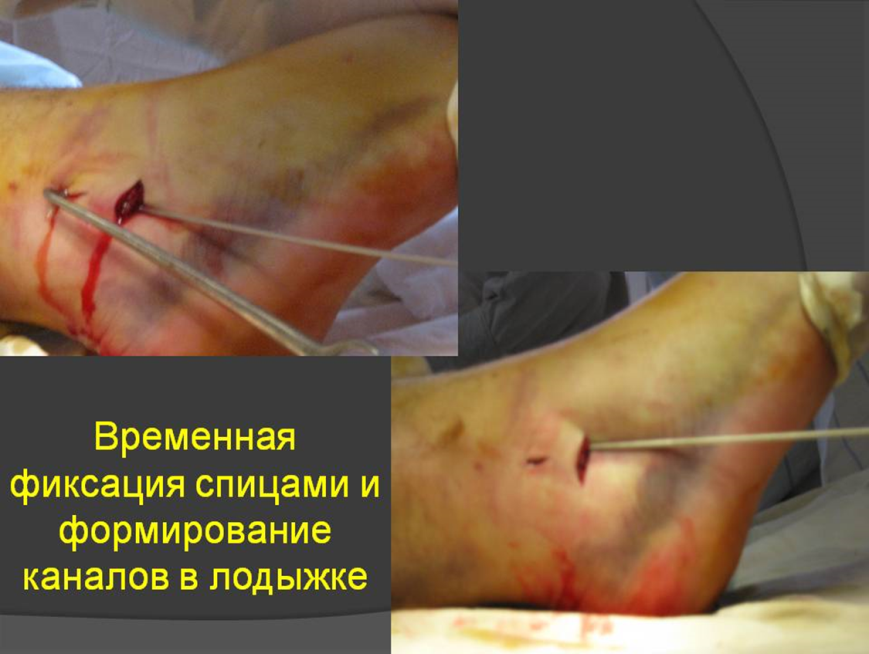 Временная
фиксация спицами и
формирование
каналов в лодыжке